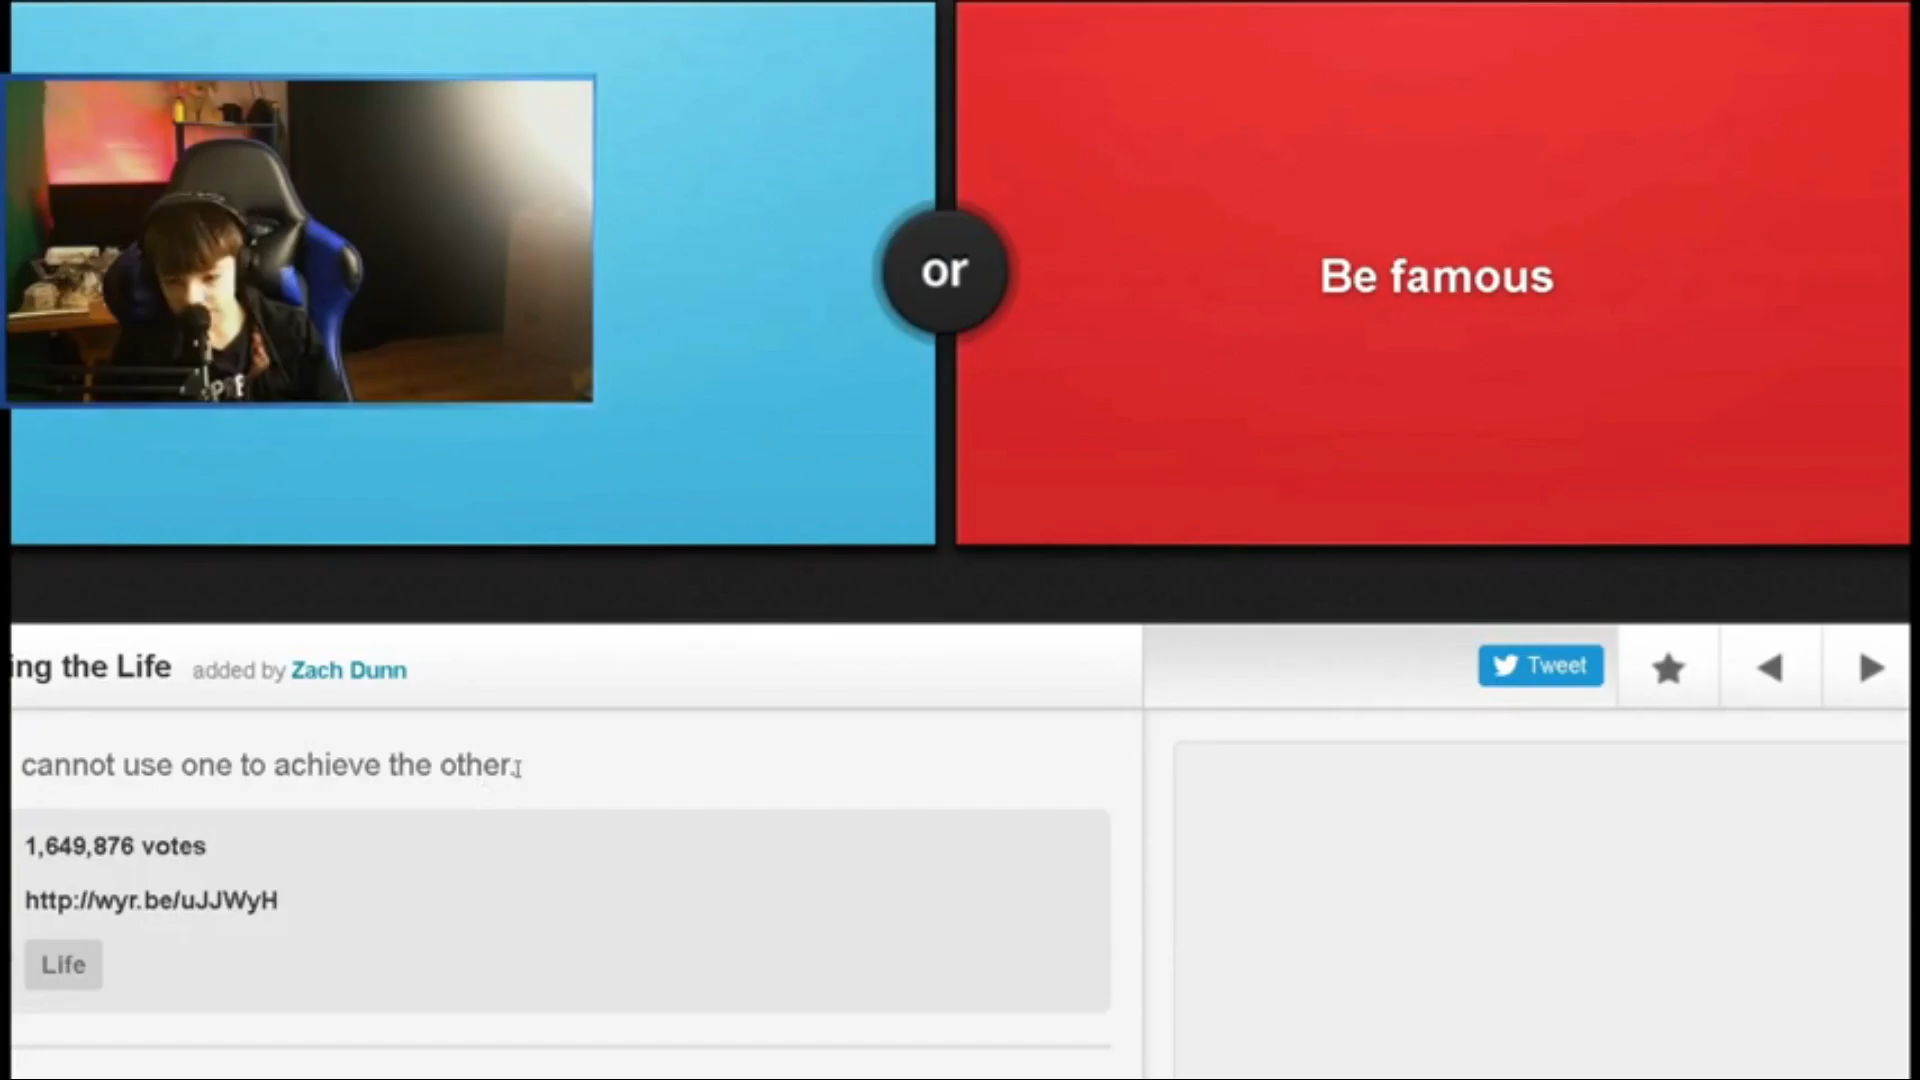 or
Be famous
ing the Life added by Zach Dunn
Tweet
cannot use one to achieve the other.
1,649,876 votes
http://wyr.be/uJJWyH
Life